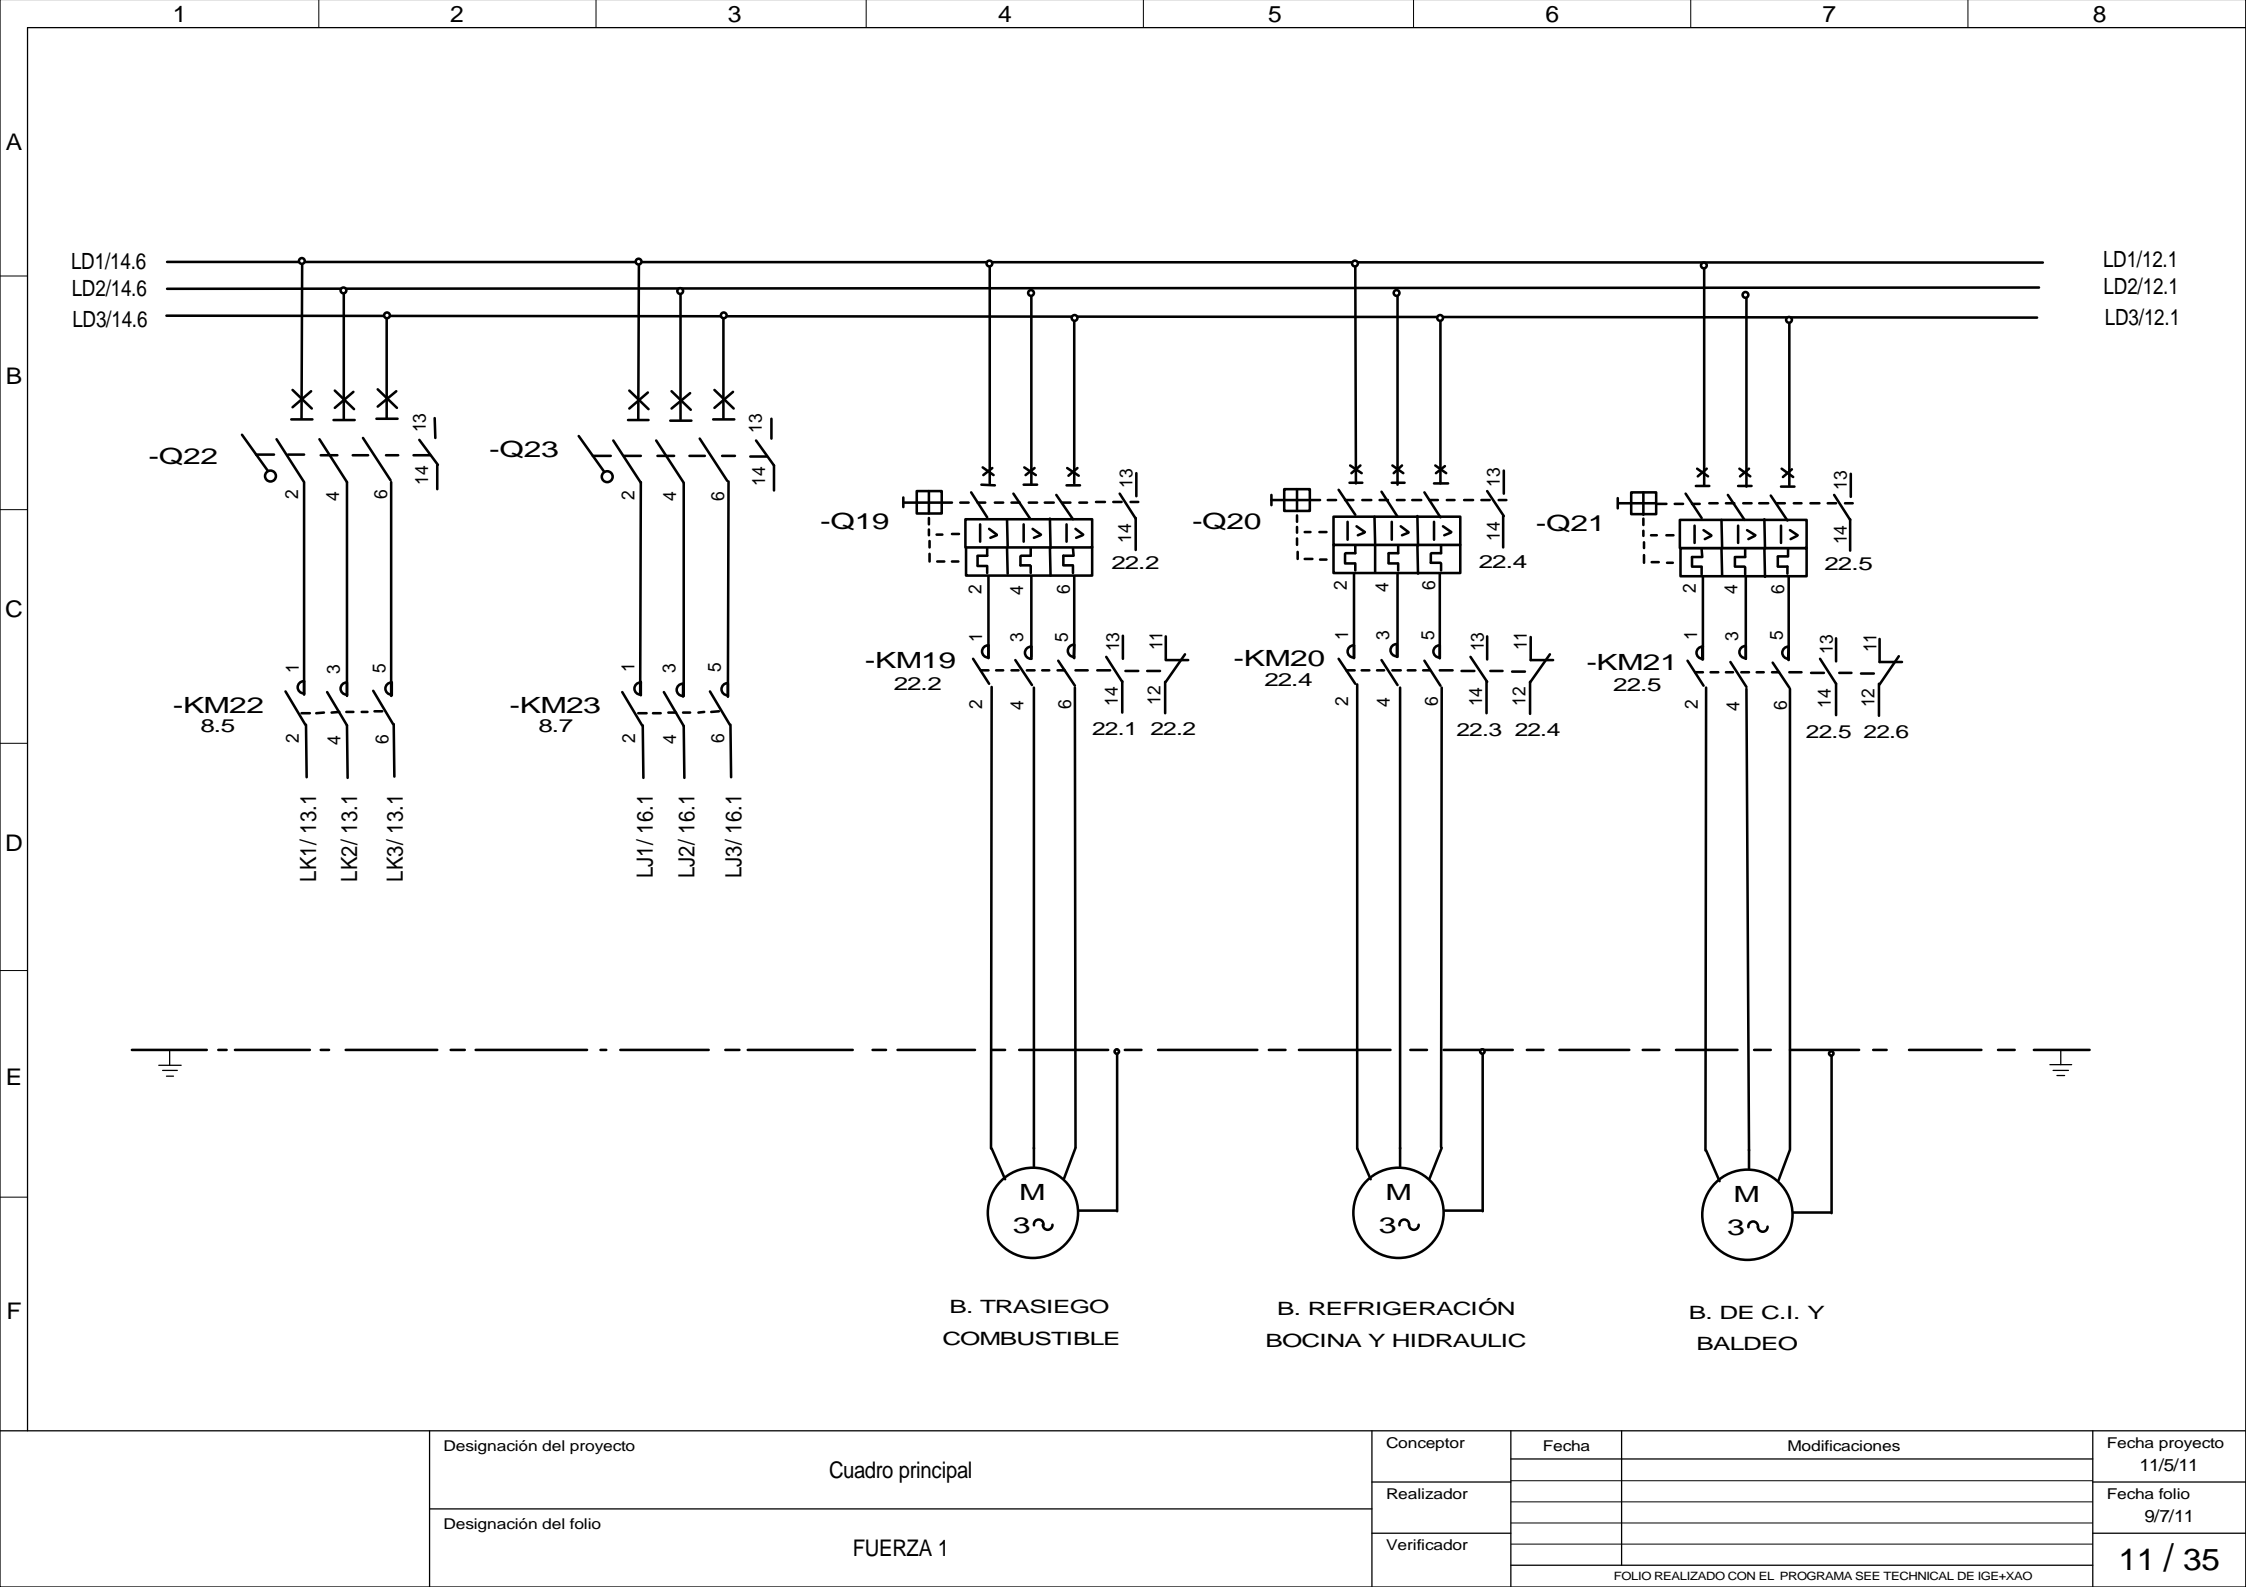 1 2 3 4 5 6 7 8
A
B
C
D
E
F
LD1/14.6
LD2/14.6
LD3/14.6
LD1/12.1
LD2/12.1
LD3/12.1
-Q22
2 4 6 13 14
-KM22
8.5
1 3 5
2 4 6
LK1/ 13.1
LK2/ 13.1
LK3/ 13.1
-Q23
2 4 6 13 14
-KM23
8.7
1 3 5
2 4 6
LJ1/ 16.1
LJ2/ 16.1
LJ3/ 16.1
-Q19
I> I> I>
13 14
22.2
2 4 6
-KM19
22.2
1 3 5 13 11
2 4 6 14 12
22.1 22.2
M
3~
B. TRASIEGO
COMBUSTIBLE
-Q20
I> I> I>
13 14
22.4
2 4 6
-KM20
22.4
1 3 5 13 11
2 4 6 14 12
22.3 22.4
M
3~
B. REFRIGERACIÓN
BOCINA Y HIDRAULIC
-Q21
I> I> I>
13 14
22.5
2 4 6
-KM21
22.5
1 3 5 13 11
2 4 6 14 12
22.5 22.6
M
3~
B. DE C.I. Y
BALDEO
Designación del proyecto
Cuadro principal
Designación del folio
FUERZA 1
Conceptor
Realizador
Verificador
Fecha Modificaciones
FOLIO REALIZADO CON EL PROGRAMA SEE TECHNICAL DE IGE+XAO
Fecha proyecto
11/5/11
Fecha folio
9/7/11
11 / 35